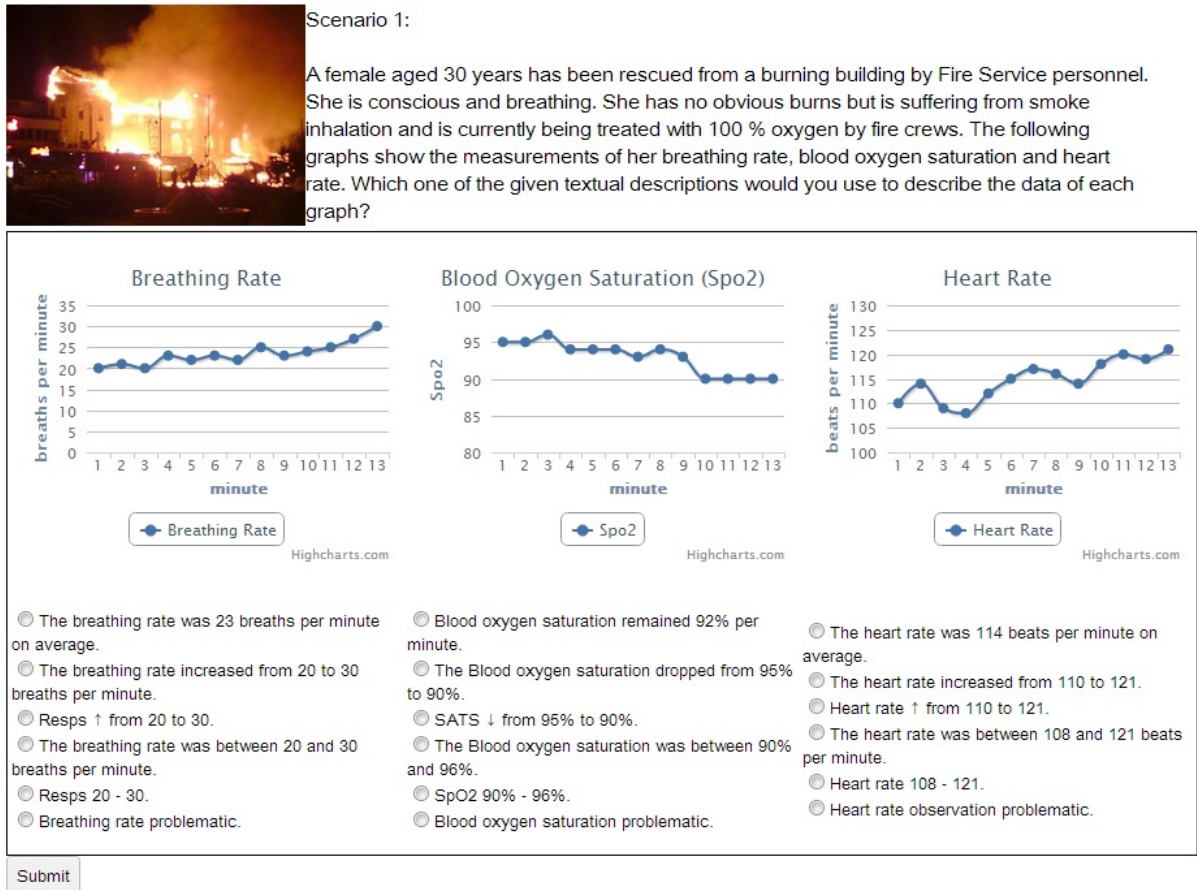 Scenario 1:
A female aged 30 years has been rescued from a burning building by Fire Service personnel.
She is conscious and breathing. She has no obvious burns but is suffering from smoke
inhalation and is currently being treated with 100 % oxygen by fire crews. The following
graphs show the measurements of her breathing rate, blood oxygen saturation and heart
rate. Which one of the given textual descriptions would you use to describe the data of each
graph?
Breathing Rate
breaths per minute
35
30
25
20
15
10
5
0
1 2 3 4 5 6 7 8 9 10 11 12 13
minute
Breathing Rate
Highcharts.com
Blood Oxygen Saturation (Spo2)
Spo2
100
95
90
85
80
1 2 3 4 5 6 7 8 9 10 11 12 13
minute
Spo2
Highcharts.com
Heart Rate
beats per minute
130
125
120
115
110
105
100
1 2 3 4 5 6 7 8 9 10 11 12 13
minute
Heart Rate
Highcharts.com
The breathing rate was 23 breaths per minute
on average.
The breathing rate increased from 20 to 30
breaths per minute.
Resps ↑ from 20 to 30.
The breathing rate was between 20 and 30
breaths per minute.
Resps 20 - 30.
Breathing rate problematic.
Blood oxygen saturation remained 92% per
minute.
The Blood oxygen saturation dropped from 95%
to 90%.
SATS ↓ from 95% to 90%.
The Blood oxygen saturation was between 90%
and 96%.
SpO2 90% - 96%.
Blood oxygen saturation problematic.
The heart rate was 114 beats per minute on
average.
The heart rate increased from 110 to 121.
Heart rate ↑ from 110 to 121.
The heart rate was between 108 and 121 beats
per minute.
Heart rate 108 - 121.
Heart rate observation problematic.
Submit